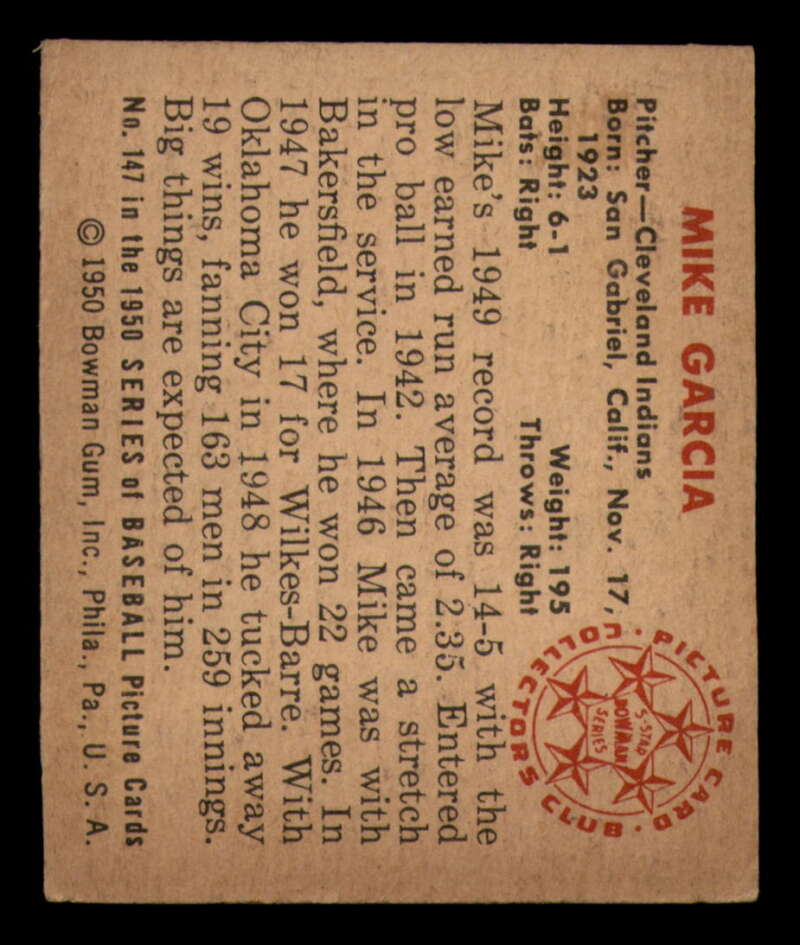 MIKE GARCIA
Pitcher—Cleveland Indians
Born: San Gabriel, Calif., Nov. 17,
1923
Height: 6-1 Weight: 195
Bats: Right Throws: Right
PICTURE CARD · COLLECTORS CLUB ·
5-STAR
BOWMAN
SERIES
Mike's 1949 record was 14-5 with the
low earned run average of 2.35. Entered
pro ball in 1942. Then came a stretch
in the service. In 1946 Mike was with
Bakersfield, where he won 22 games. In
1947 he won 17 for Wilkes-Barre. With
Oklahoma City in 1948 he tucked away
19 wins, fanning 163 men in 259 innings.
Big things are expected of him.
No. 147 in the 1950 SERIES of BASEBALL Picture Cards
© 1950 Bowman Gum, Inc., Phila., Pa., U. S. A.